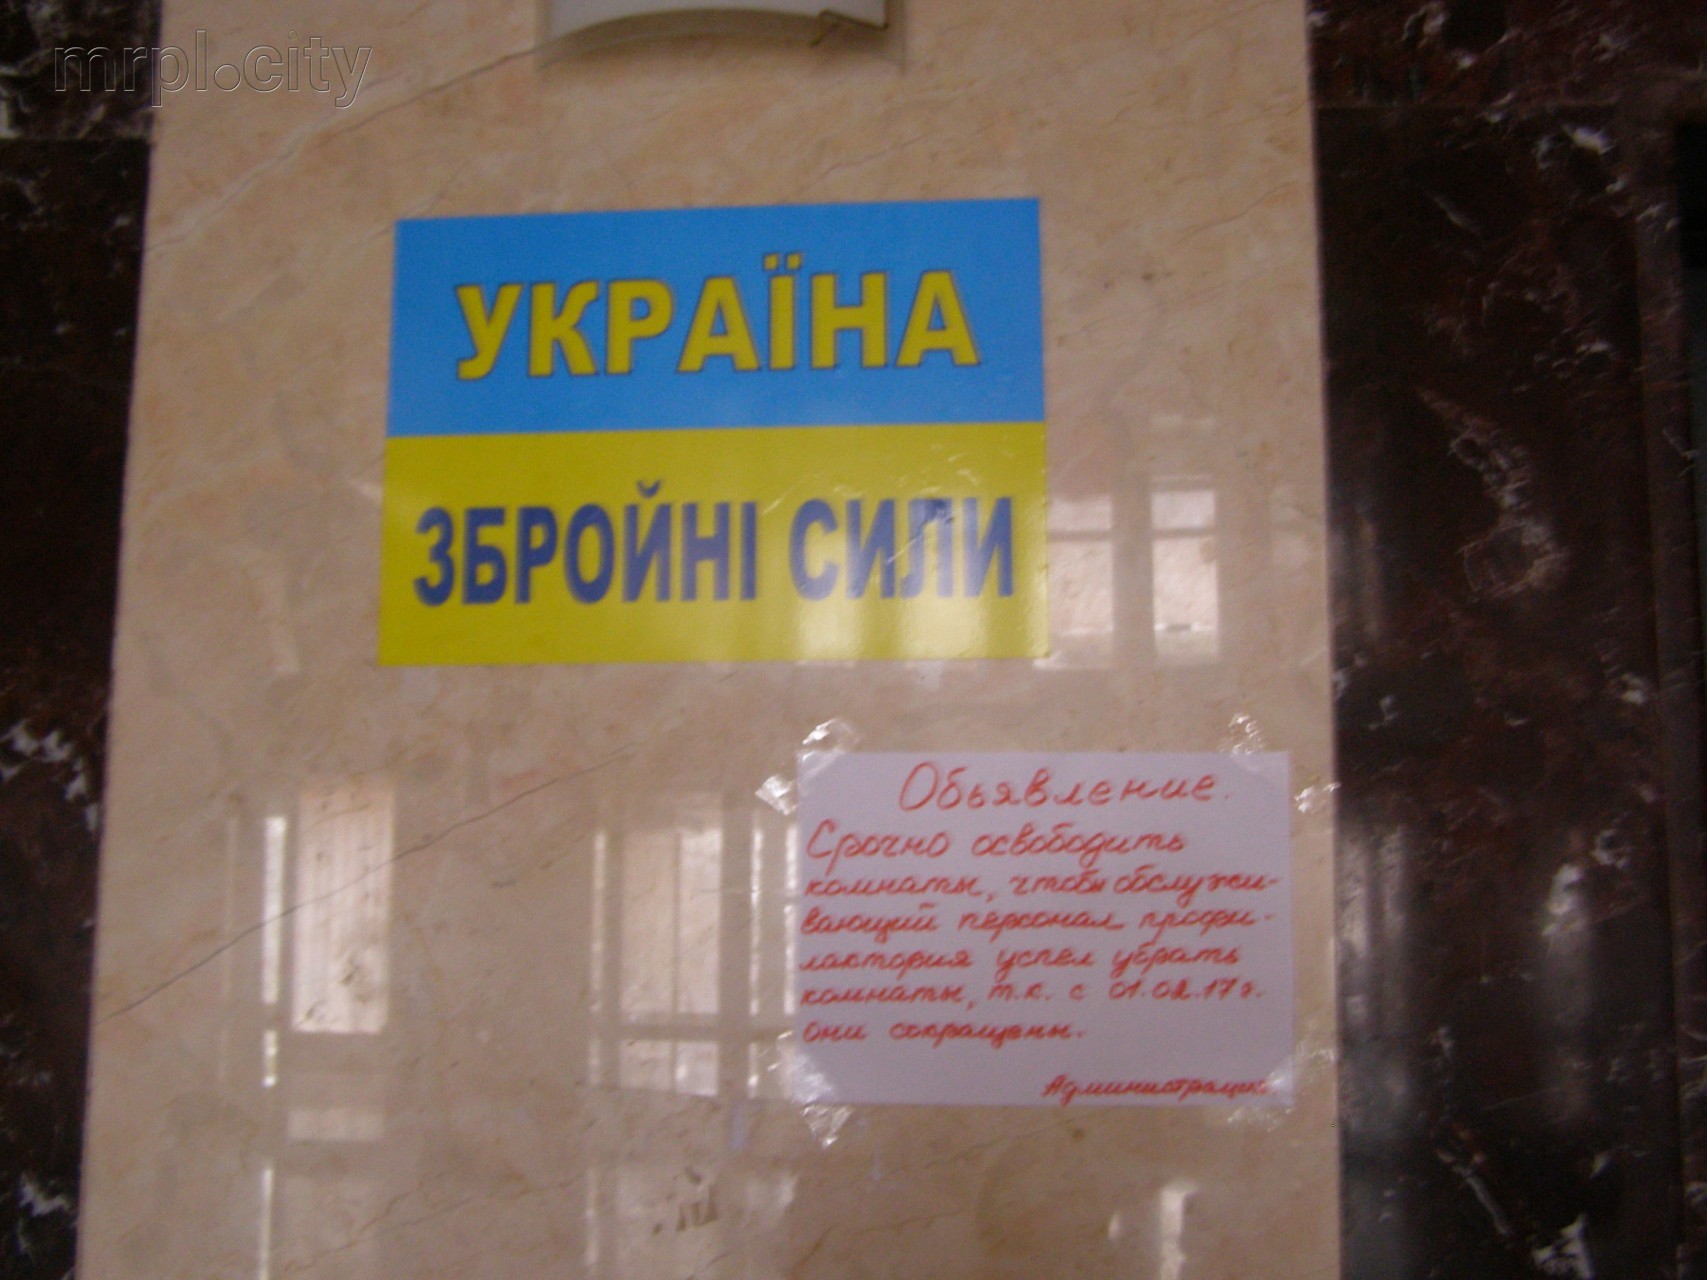 mrpl.city
УКРАЇНА
ЗБРОЙНІ СИЛИ
Обьявление.
Срочно освободить
комнаты, чтобы обслужи-
вающий персонал профи-
лактория успел убрать
комнаты, т.к. с 01.02.17 г.
они сокращены.
Администрация.